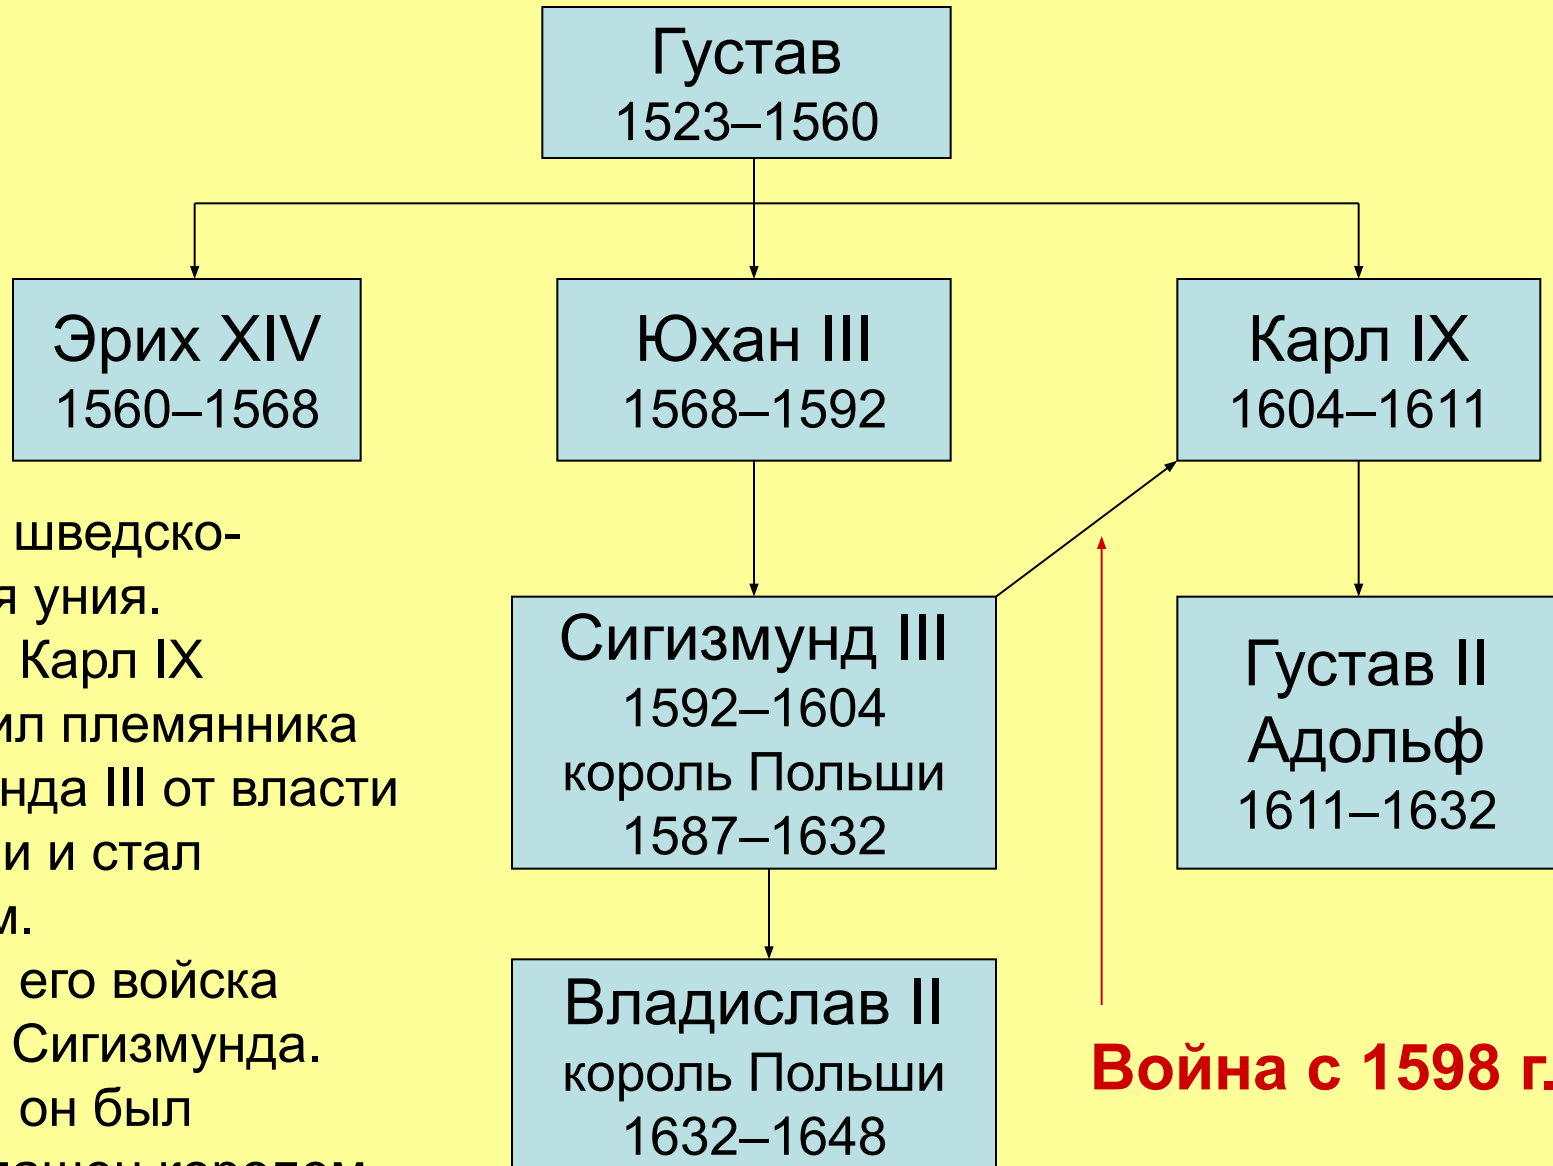 Густав
1523–1560
Эрих XIV
1560–1568
Юхан III
1568–1592
Карл IX
1604–1611
шведско-
уния.
Карл IX
племянника
III от власти
и стал
его войска
Сигизмунда.
он был
королем
Сигизмунд III
1592–1604
король Польши
1587–1632
Густав II
Адольф
1611–1632
Владислав II
король Польши
1632–1648
Война с 1598 г.